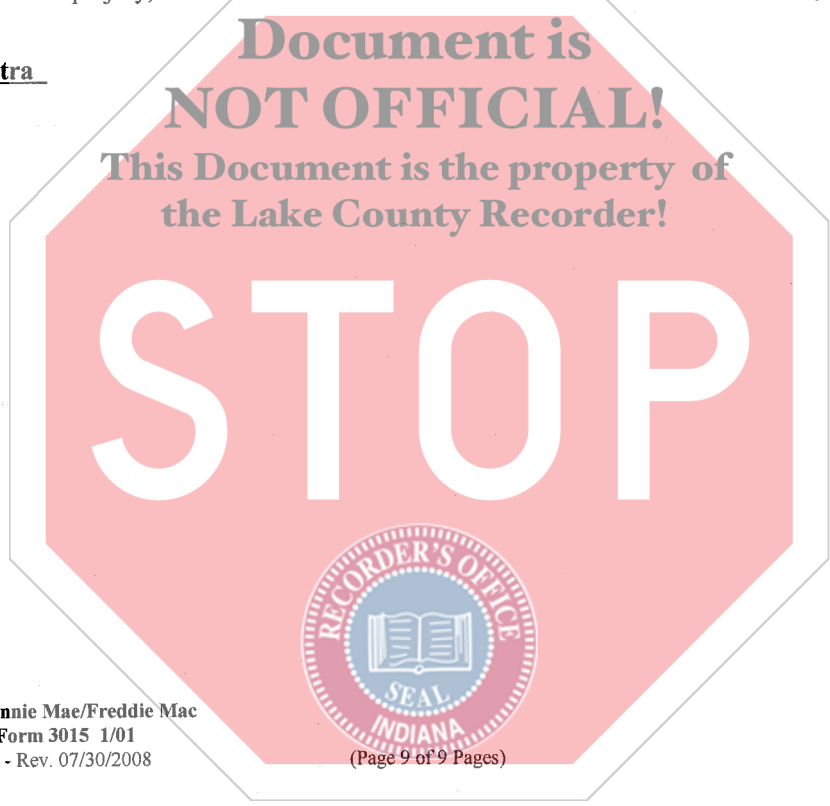 tra
Document is
NOT OFFICIAL!
This Document is the property of
the Lake County Recorder!
STOP
RECORDER'S OFFICE
SEAL
INDIANA
nnie Mae/Freddie Mac
Form 3015 1/01
- Rev. 07/30/2008
(Page 9 of 9 Pages)